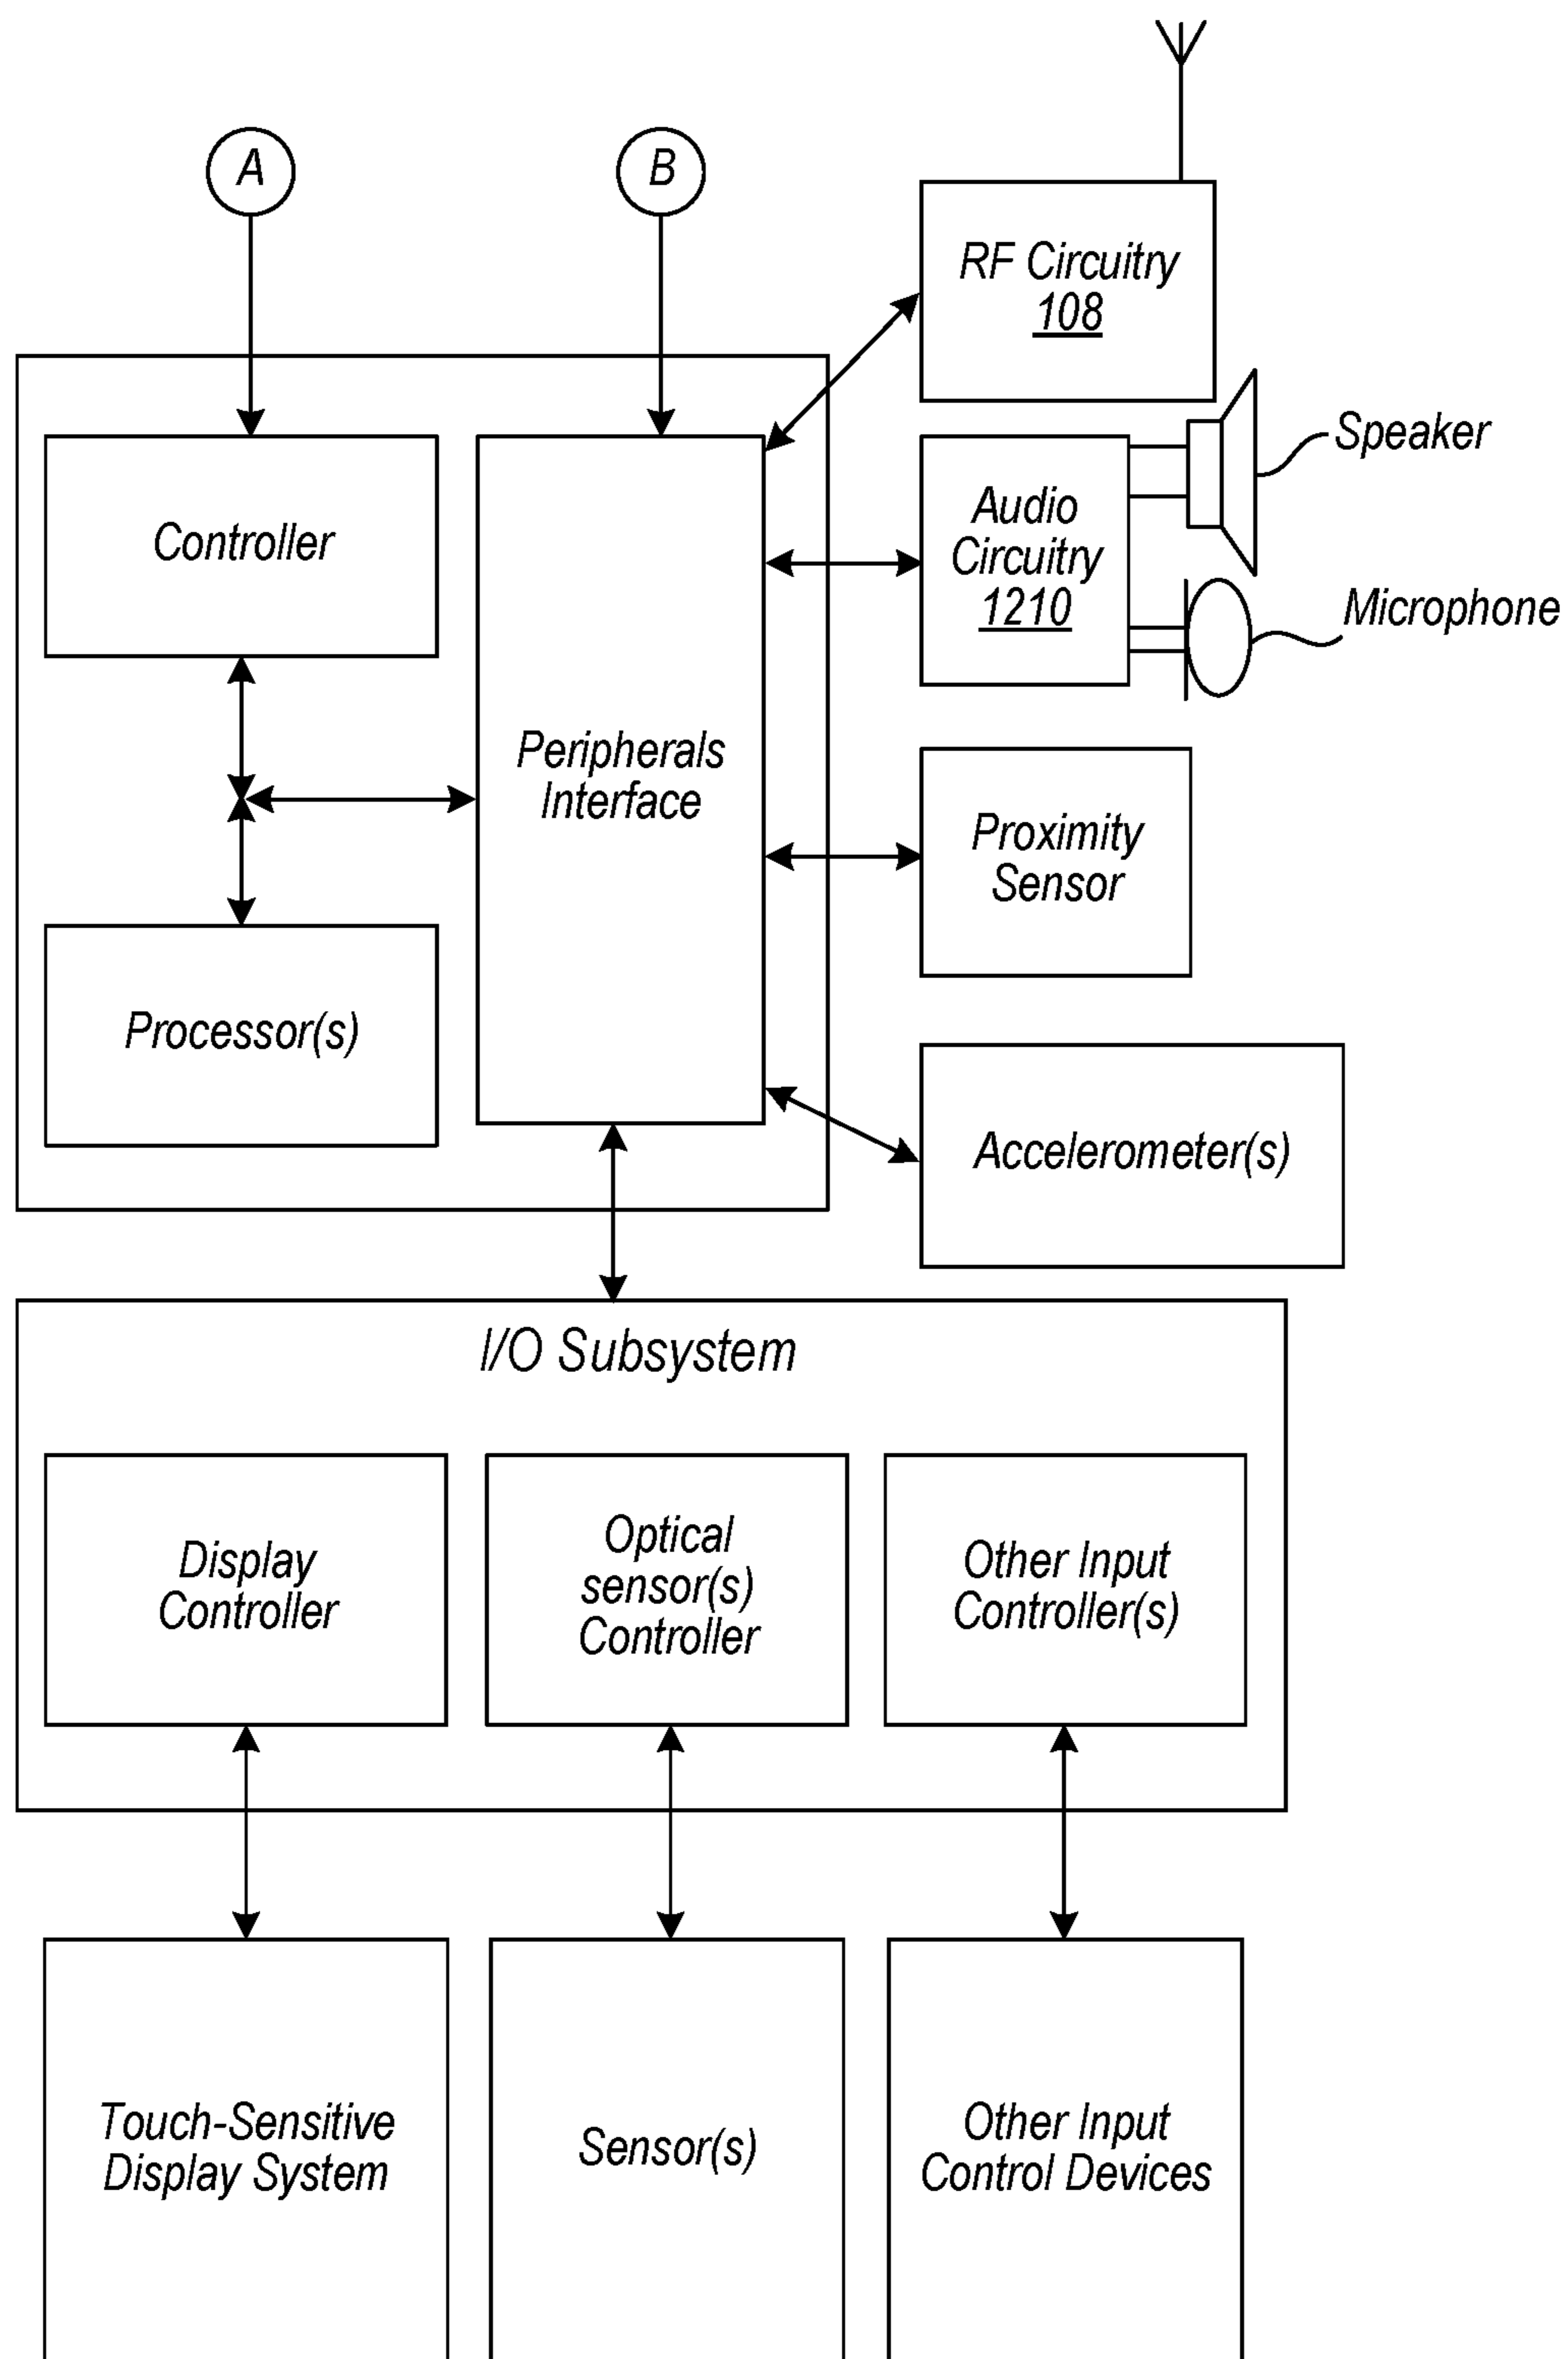 A
B
RF Circuitry
108
Speaker
Controller
Audio
Circuitry
1210
Microphone
Peripherals
Interface
Proximity
Sensor
Processor(s)
Accelerometer(s)
I/O Subsystem
Display
Controller
Optical
sensor(s)
Controller
Other Input
Controller(s)
Touch-Sensitive
Display System
Sensor(s)
Other Input
Control Devices